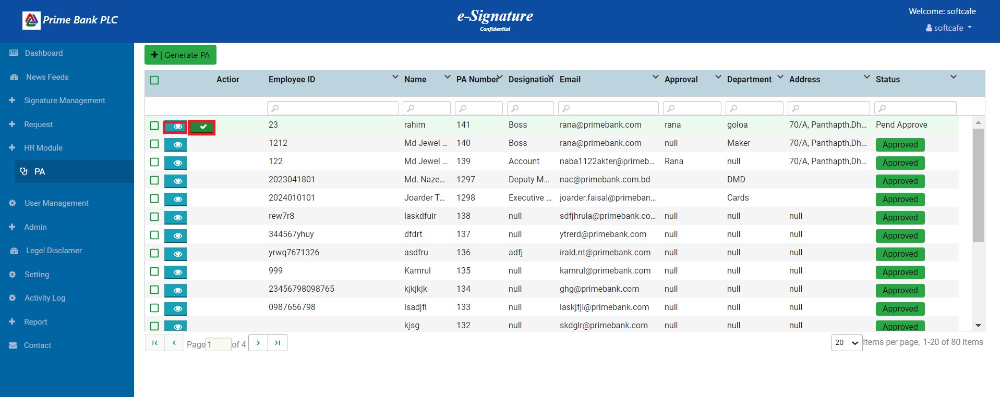 Prime Bank PLC
e-Signature
Confidential
Welcome: softcafe
softcafe
Dashboard
News Feeds
Signature Management
Request
HR Module
PA
User Management
Admin
Legel Disclamer
Setting
Activity Log
Report
Contact
| Generate PA
Action Employee ID Name PA Number Designation Email Approval Department Address Status
23 rahim 141 Boss rana@primebank.com rana goloa 70/A, Panthapth,Dh... Pend Approve
1212 Md Jewel ... 140 Boss rana@primebank.com null Maker 70/A, Panthapth,Dh... Approved
122 Md Jewel ... 139 Account naba1122akter@primeb... Rana null 70/A, Panthapth,Dh... Approved
2023041801 Md. Naze... 1297 Deputy M... nac@primebank.com.bd DMD Approved
2024010101 Joarder T... 1298 Executive ... joarder.faisal@primeban... Cards Approved
rew7r8 laskdfuir 138 null sdfjhrula@primebank.co... null null null Approved
344567yhuy dfdrt 137 null ytrerd@primebank.com null null null Approved
yrwq7671326 asdfru 136 adfj irald.nt@primebank.com null null null Approved
999 Kamrul 135 null kamrul@primebank.com null null null Approved
23456798098765 kjkjkjk 134 null ghg@primebank.com null null null Approved
0987656798 lsadjfl 133 null laskjfji@primebank.com null null null Approved
kjsg 132 null skdglr@primebank.com null null null Approved
Page 1 of 4
20 items per page, 1-20 of 80 items